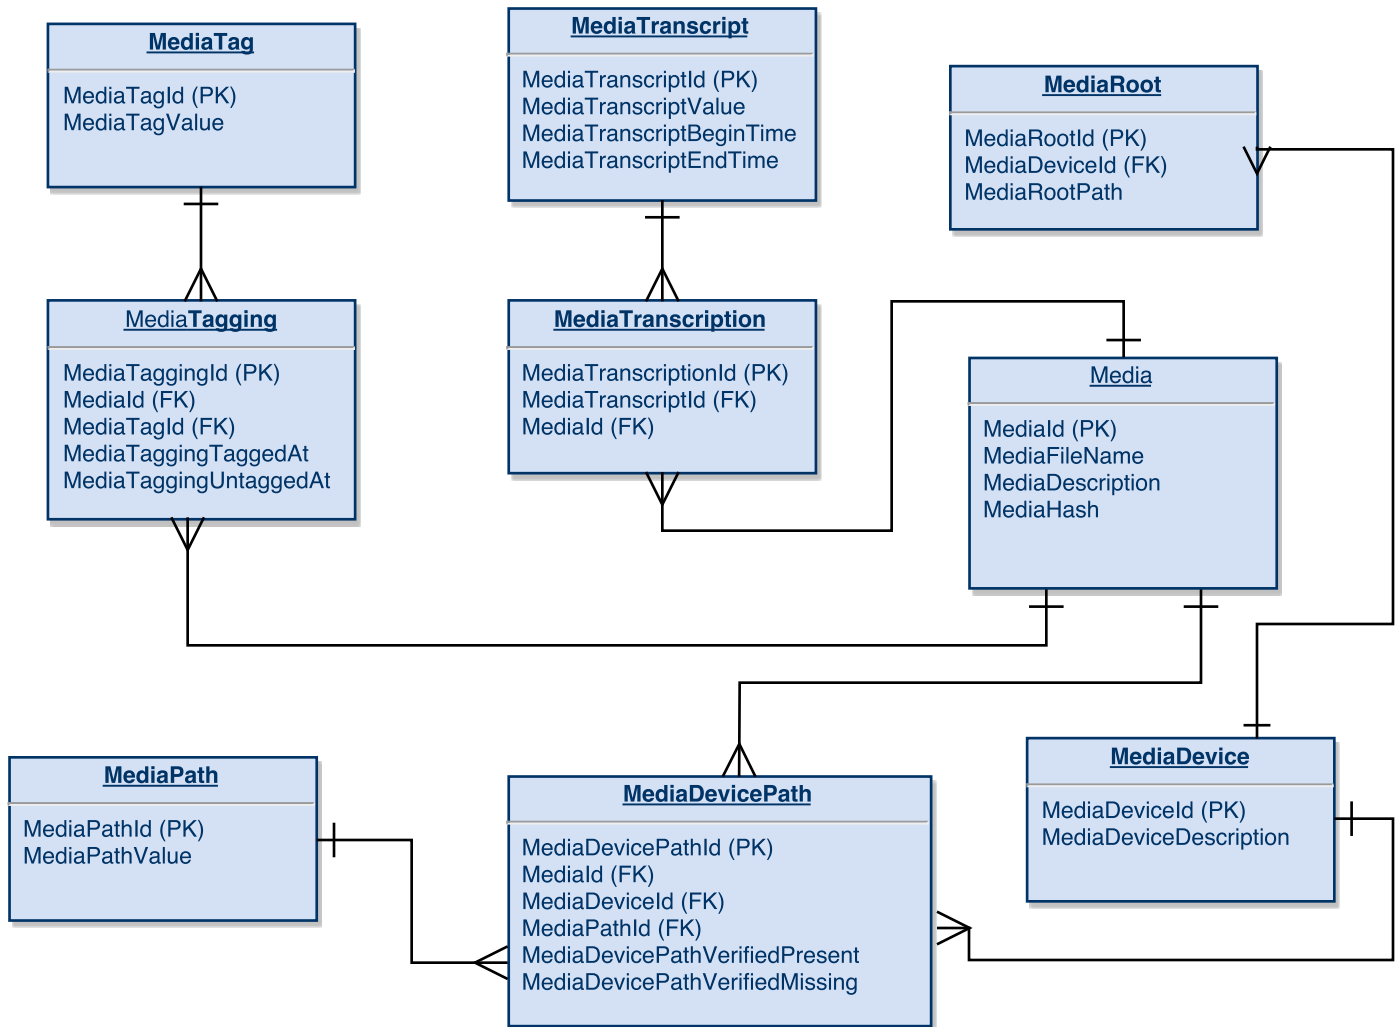 MediaTag
MediaTagId (PK)
MediaTagValue
MediaTranscript
MediaTranscriptId (PK)
MediaTranscriptValue
MediaTranscriptBeginTime
MediaTranscriptEndTime
MediaRoot
MediaRootId (PK)
MediaDeviceId (FK)
MediaRootPath
MediaTagging
MediaTaggingId (PK)
MediaId (FK)
MediaTagId (FK)
MediaTaggingTaggedAt
MediaTaggingUntaggedAt
MediaTranscription
MediaTranscriptionId (PK)
MediaTranscriptId (FK)
MediaId (FK)
Media
MediaId (PK)
MediaFileName
MediaDescription
MediaHash
MediaPath
MediaPathId (PK)
MediaPathValue
MediaDevicePath
MediaDevicePathId (PK)
MediaId (FK)
MediaDeviceId (FK)
MediaPathId (FK)
MediaDevicePathVerifiedPresent
MediaDevicePathVerifiedMissing
MediaDevice
MediaDeviceId (PK)
MediaDeviceDescription